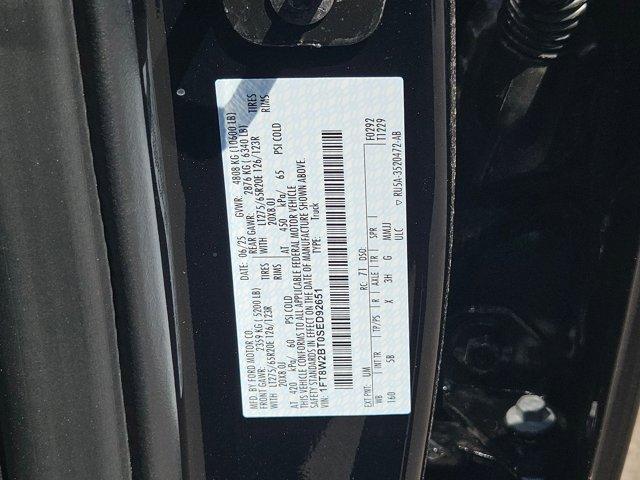 MFD. BY FORD MOTOR CO.
DATE: 06/25 GVWR: 4808 KG (10600 LB)
FRONT GAWR: 2359 KG (5200 LB) REAR GAWR: 2876 KG (6340 LB)
WITH LT275/65R20E 126/123R TIRES WITH LT275/65R20E 126/123R TIRES
20X8.0J RIMS 20X8.0J RIMS
AT 420 kPa/ 60 PSI COLD AT 450 kPa/ 65 PSI COLD
THIS VEHICLE CONFORMS TO ALL APPLICABLE FEDERAL MOTOR VEHICLE
SAFETY STANDARDS IN EFFECT ON THE DATE OF MANUFACTURE SHOWN ABOVE.
VIN: 1FT8W2BT0SED92651 TYPE: Truck
F0292
T1229
EXT PNT: UM RC: 71 DSO:
WB INT TR TP/PS R AXLE TR SPR
160 5B X 3H G MMJJ
ULC ▽ RU5A-3520472-AB